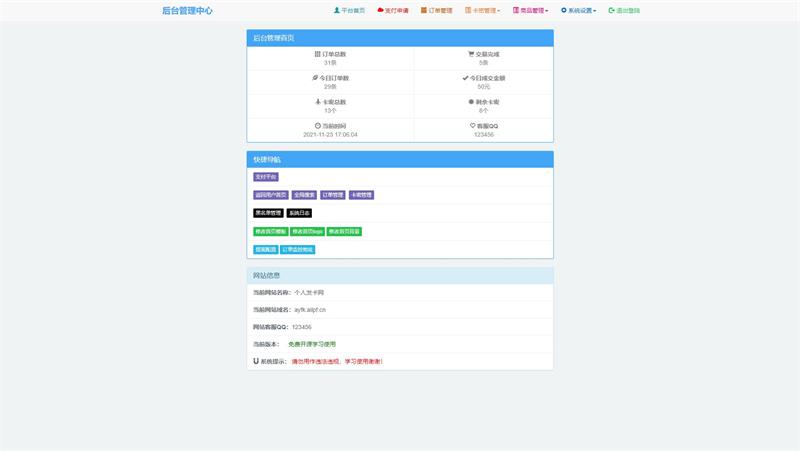 后台管理中心 平台首页 支付申请 订单管理 卡密管理 商品管理 系统设置 退出登陆
后台管理首页
订单总数 交易完成
31条 5条
今日订单数 今日成交金额
29条 50元
卡密总数 剩余卡密
13个 8个
当前时间 客服QQ
2021-11-23 17:06:04 123456
快捷导航
支付平台
返回用户首页 全局搜索 订单管理 卡密管理
黑名单管理 系统日志
修改首页模板 修改首页logo 修改首页背景
提现配置 订单监控地址
网站信息
当前网站名称：个人发卡网
当前网站域名：ayfk.alipf.cn
网站客服QQ：123456
当前版本： 免费开源学习使用
系统提示： 请勿用作违法违规，学习使用谢谢！